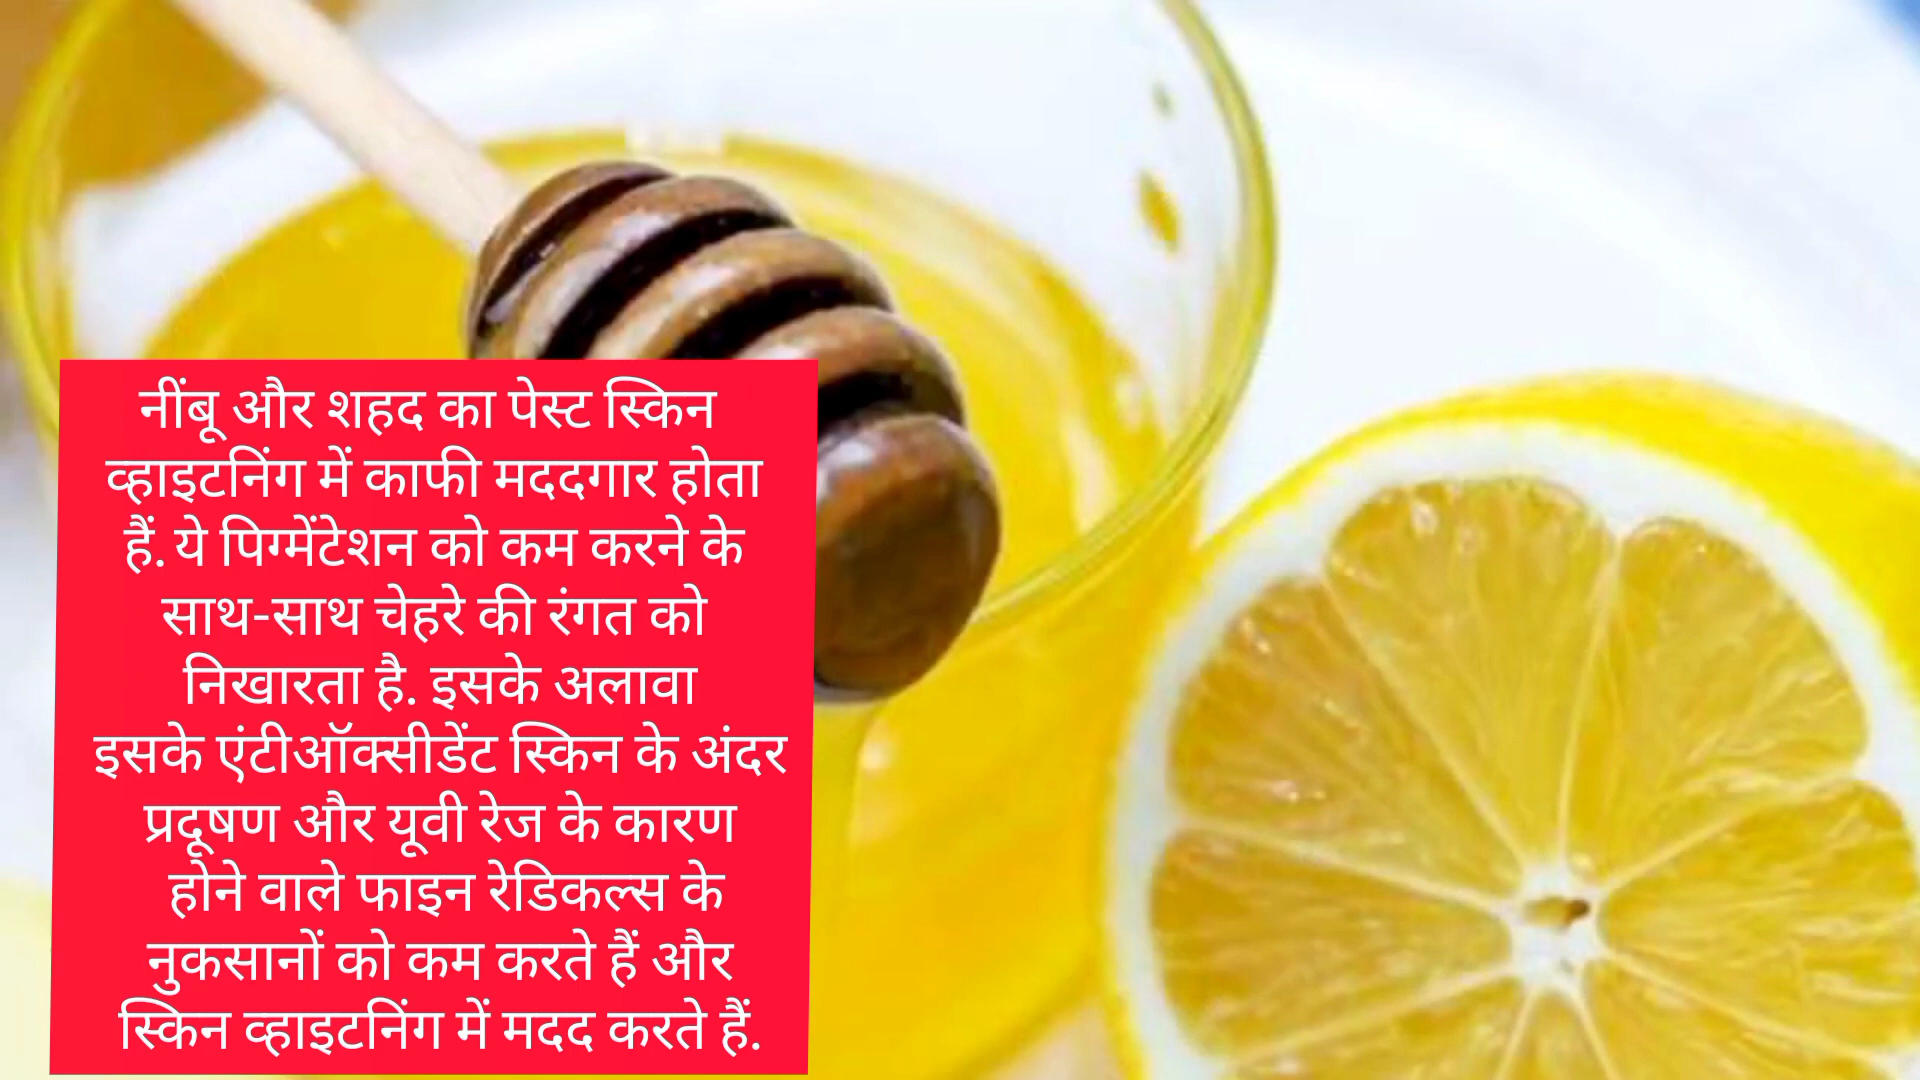 नींबू और शहद का पेस्ट स्किन
व्हाइटनिंग में काफी मददगार होता
हैं. ये पिग्मेंटेशन को कम करने के
साथ-साथ चेहरे की रंगत को
निखारता है. इसके अलावा
इसके एंटीऑक्सीडेंट स्किन के अंदर
प्रदूषण और यूवी रेज के कारण
होने वाले फाइन रेडिकल्स के
नुकसानों को कम करते हैं और
स्किन व्हाइटनिंग में मदद करते हैं.